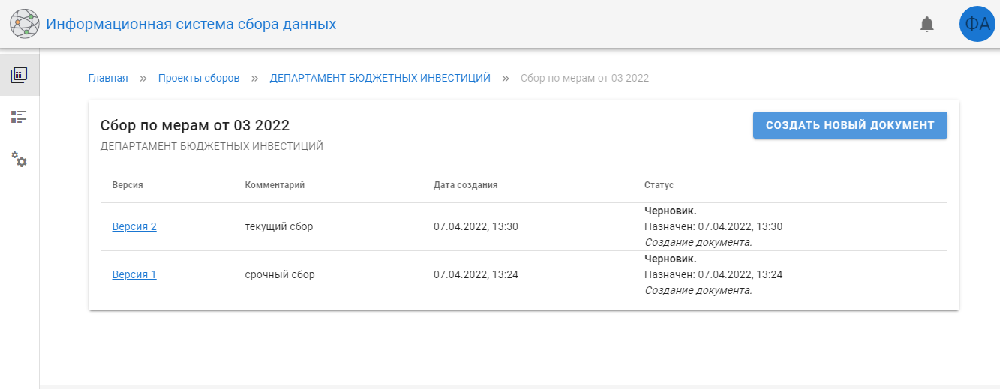 Информационная система сбора данных
ФА
Главная » Проекты сборов » ДЕПАРТАМЕНТ БЮДЖЕТНЫХ ИНВЕСТИЦИЙ » Сбор по мерам от 03 2022
Сбор по мерам от 03 2022
СОЗДАТЬ НОВЫЙ ДОКУМЕНТ
ДЕПАРТАМЕНТ БЮДЖЕТНЫХ ИНВЕСТИЦИЙ
Версия Комментарий Дата создания Статус
Черновик.
Версия 2 текущий сбор 07.04.2022, 13:30 Назначен: 07.04.2022, 13:30
Создание документа.
Черновик.
Версия 1 срочный сбор 07.04.2022, 13:24 Назначен: 07.04.2022, 13:24
Создание документа.